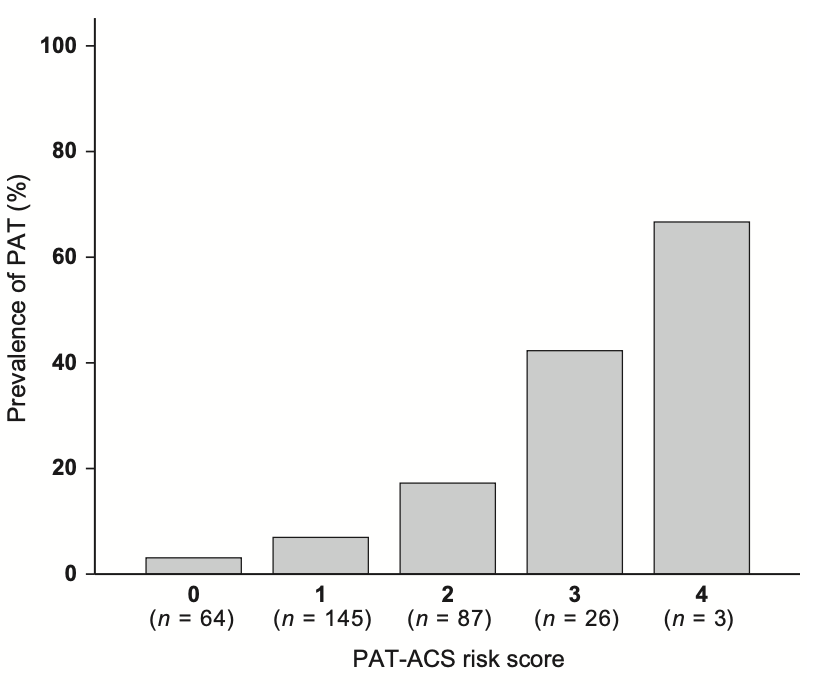 Prevalence of PAT (%)
100
80
60
40
20
0
0 1 2 3 4
(n = 64) (n = 145) (n = 87) (n = 26) (n = 3)
PAT-ACS risk score